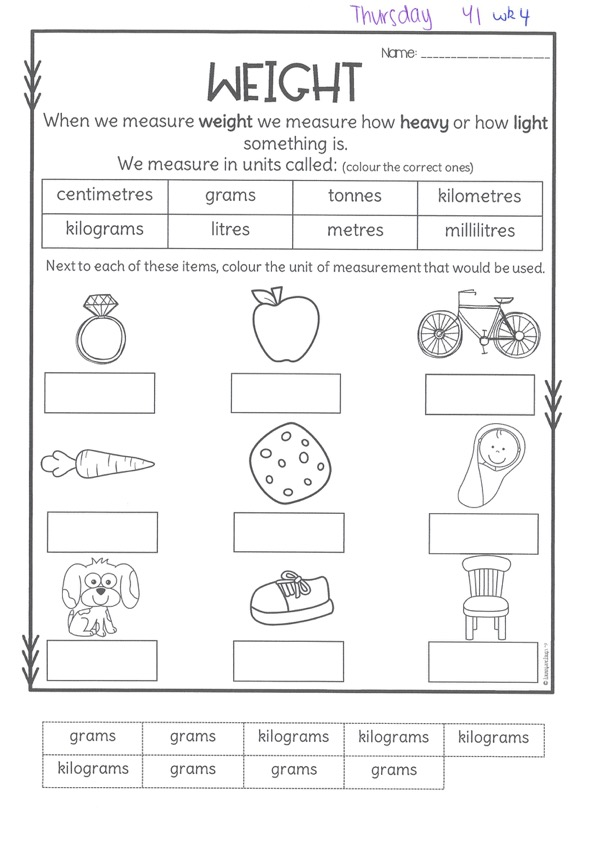 Thursday Y1 wk 4
Name: ____________________
WEIGHT
When we measure weight we measure how heavy or how light
something is.
We measure in units called: (colour the correct ones)
centimetres grams tonnes kilometres
kilograms litres metres millilitres
Next to each of these items, colour the unit of measurement that would be used.
grams grams kilograms kilograms kilograms
kilograms grams grams grams